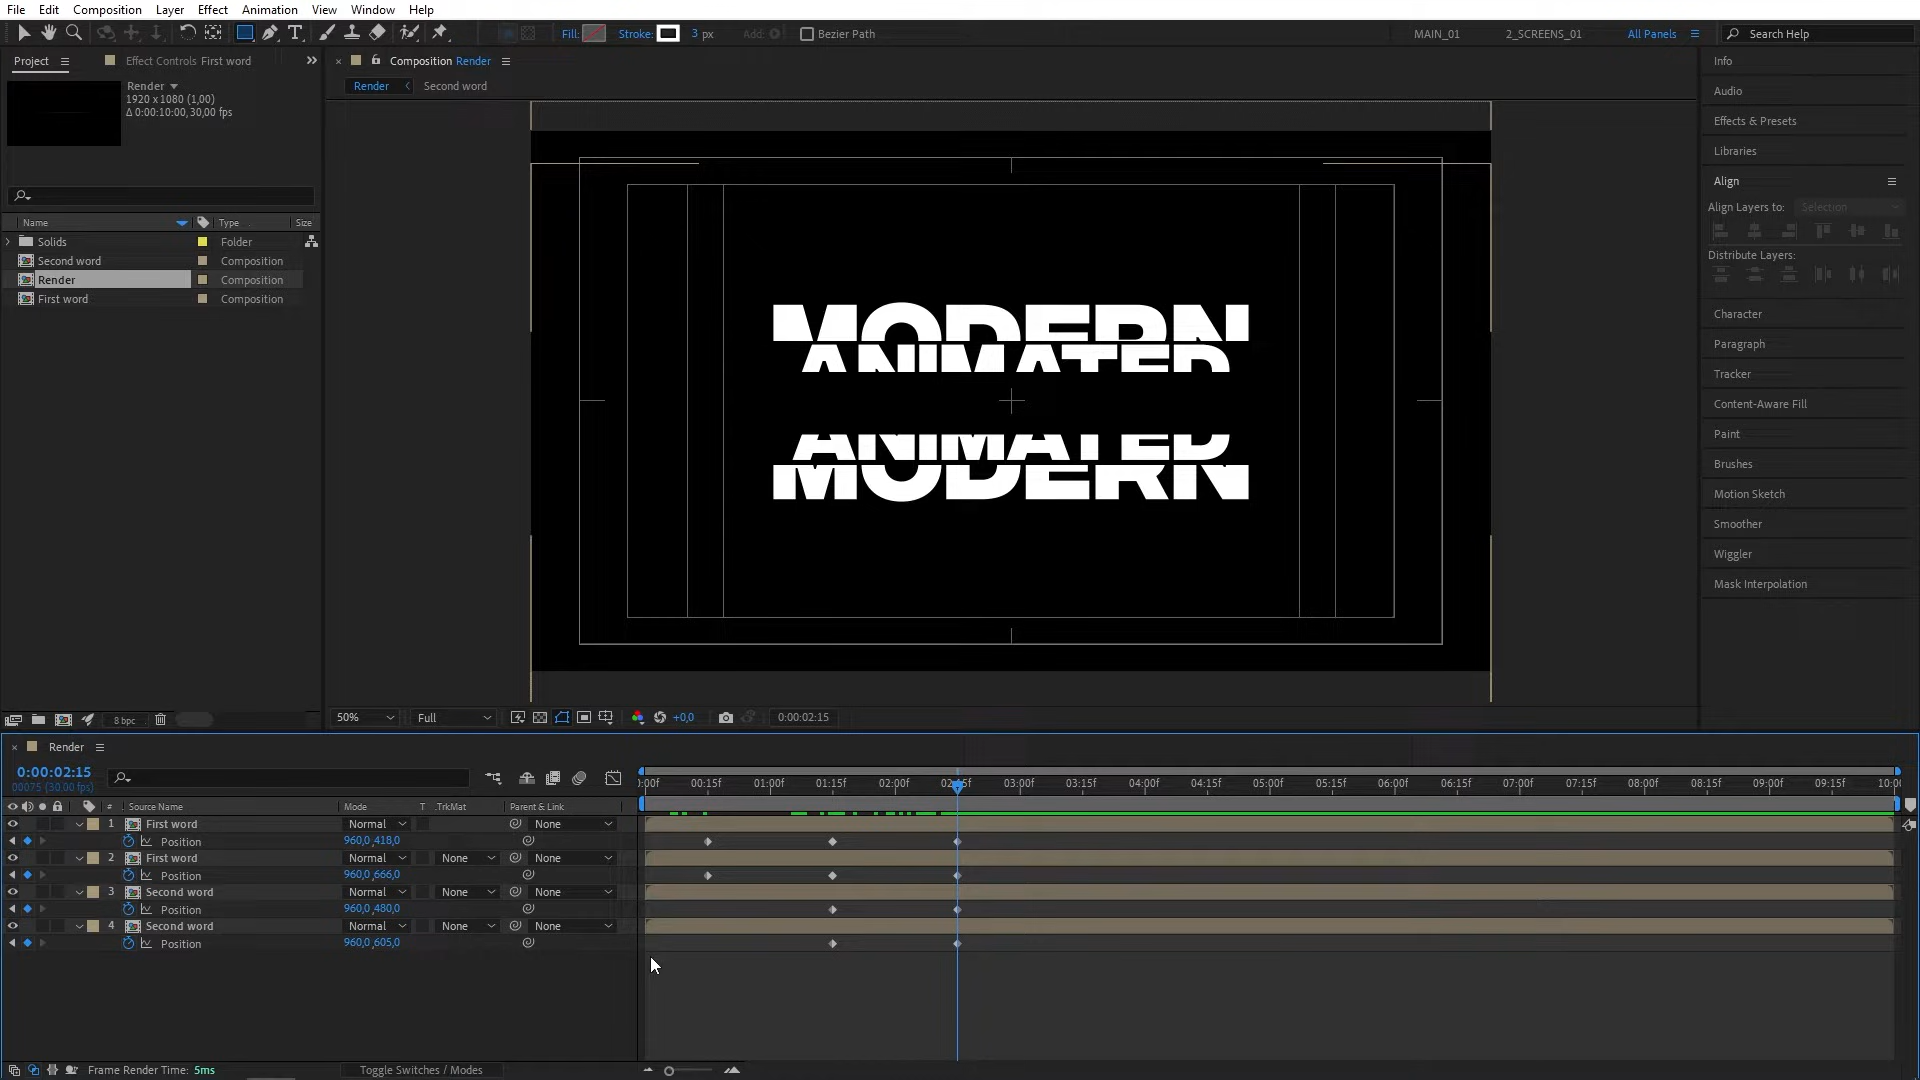 File Edit Composition Layer Effect Animation View Window Help
Fill: Stroke: 3 px Add: Bezier Path MAIN_01 2_SCREENS_01 All Panels Search Help
Project Effect Controls First word
Composition Render
Render
Second word
Render
1920 x 1080 (1,00)
Δ 0:00:10:00, 30,00 fps
Name Type Size
Solids Folder
Second word Composition
Render Composition
First word Composition
8 bpc
MODERN
ANIMATED
ANIMATED
MODERN
50% Full +0,0 0:00:02:15
Info
Audio
Effects & Presets
Libraries
Align
Align Layers to: Selection
Distribute Layers:
Character
Paragraph
Tracker
Content-Aware Fill
Paint
Brushes
Motion Sketch
Smoother
Wiggler
Mask Interpolation
Render
0:00:02:15
00075 (30.00 fps)
:00f 00:15f 01:00f 01:15f 02:00f 02:15f 03:00f 03:15f 04:00f 04:15f 05:00f 05:15f 06:00f 06:15f 07:00f 07:15f 08:00f 08:15f 09:00f 09:15f 10:00
# Source Name Mode T .TrkMat Parent & Link
1 First word Normal None
Position 960,0,418,0
2 First word Normal None None
Position 960,0,666,0
3 Second word Normal None None
Position 960,0,480,0
4 Second word Normal None None
Position 960,0,605,0
Frame Render Time: 5ms Toggle Switches / Modes